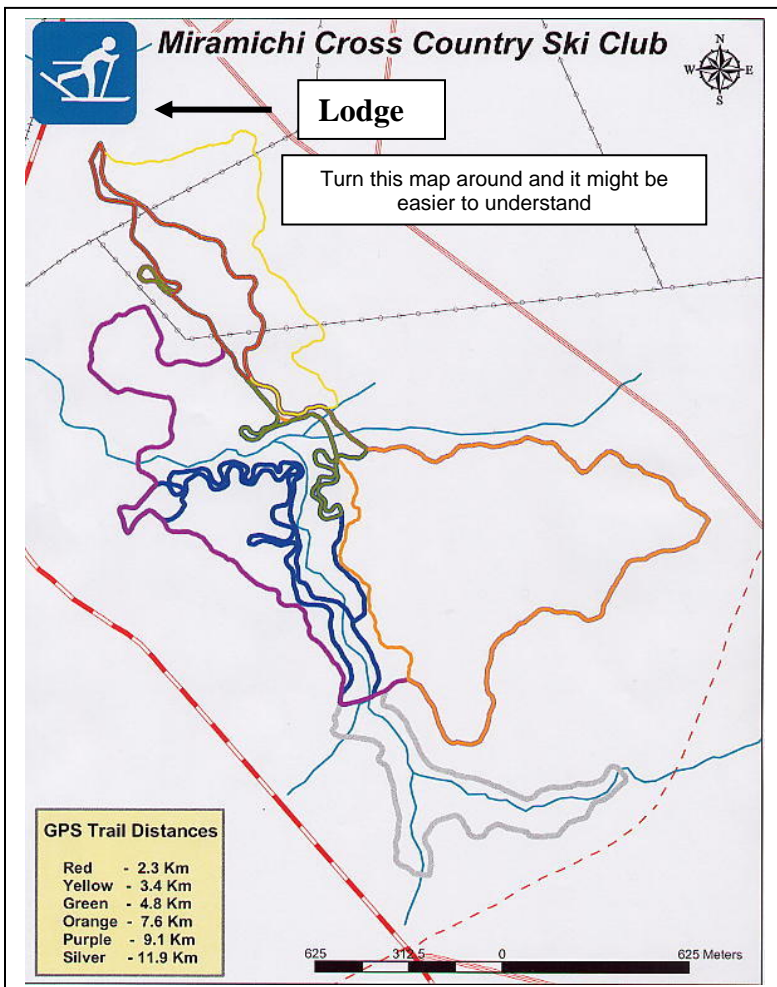 Miramichi Cross Country Ski Club
N
W E
S
Lodge
Turn this map around and it might be
easier to understand
GPS Trail Distances
Red - 2.3 Km
Yellow - 3.4 Km
Green - 4.8 Km
Orange - 7.6 Km
Purple - 9.1 Km
Silver - 11.9 Km
625 312.5 0 625 Meters